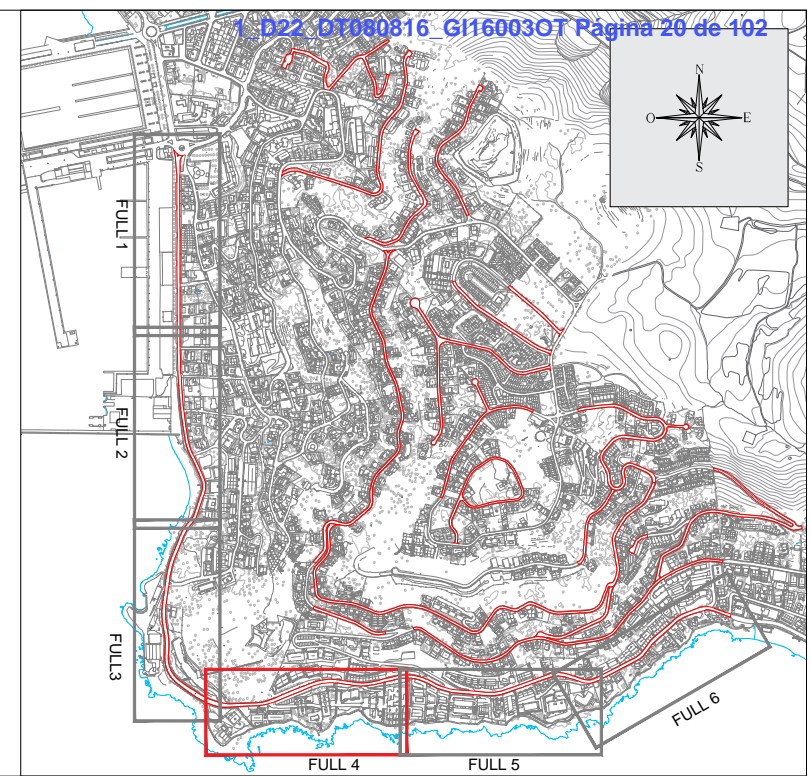 1_D22_DT080816_GI16003OT Página 20 de 102
N
O
E
S
FULL 1
FULL 2
FULL3
FULL 4
FULL 5
FULL 6